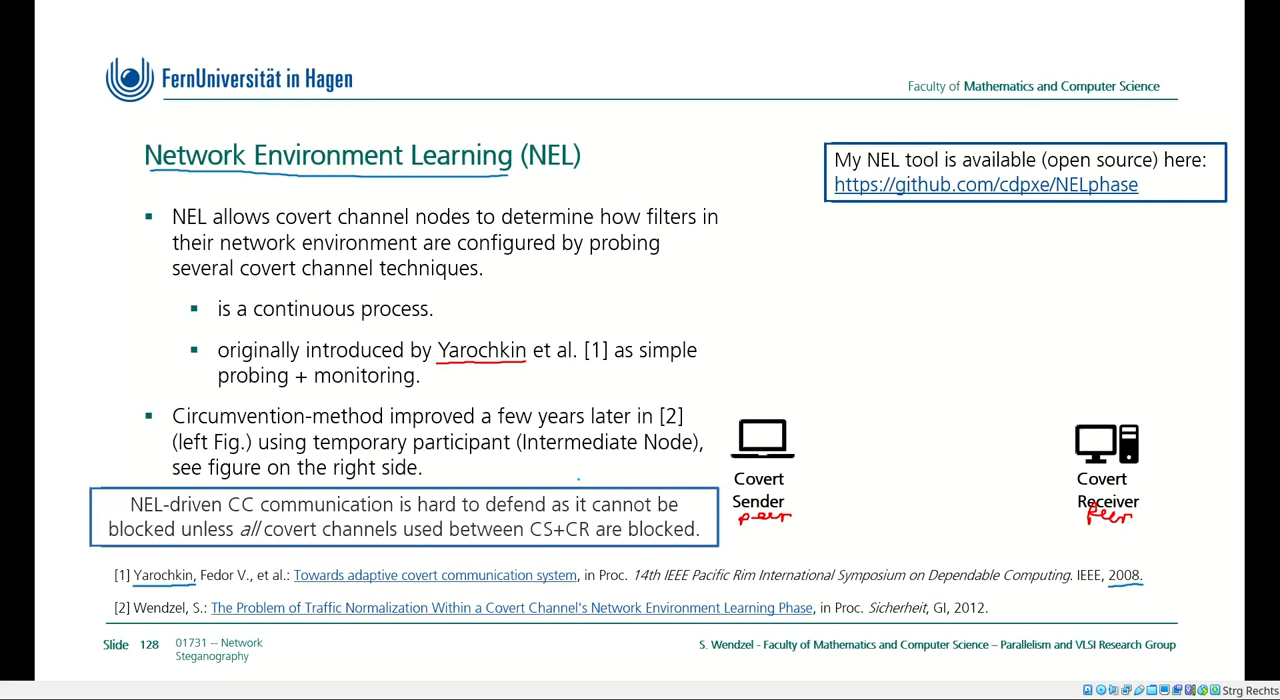 FernUniversität in Hagen
Faculty of Mathematics and Computer Science
Network Environment Learning (NEL)
My NEL tool is available (open source) here:
https://github.com/cdpxe/NELphase
▪ NEL allows covert channel nodes to determine how filters in
their network environment are configured by probing
several covert channel techniques.
▪ is a continuous process.
▪ originally introduced by Yarochkin et al. [1] as simple
probing + monitoring.
▪ Circumvention-method improved a few years later in [2]
(left Fig.) using temporary participant (Intermediate Node),
see figure on the right side.
NEL-driven CC communication is hard to defend as it cannot be
blocked unless all covert channels used between CS+CR are blocked.
Covert
Sender
peer
Covert
Receiver
Peer
[1] Yarochkin, Fedor V., et al.: Towards adaptive covert communication system, in Proc. 14th IEEE Pacific Rim International Symposium on Dependable Computing. IEEE, 2008.
[2] Wendzel, S.: The Problem of Traffic Normalization Within a Covert Channel's Network Environment Learning Phase, in Proc. Sicherheit, GI, 2012.
Slide 128
01731 -- Network
Steganography
S. Wendzel - Faculty of Mathematics and Computer Science – Parallelism and VLSI Research Group
Strg Rechts